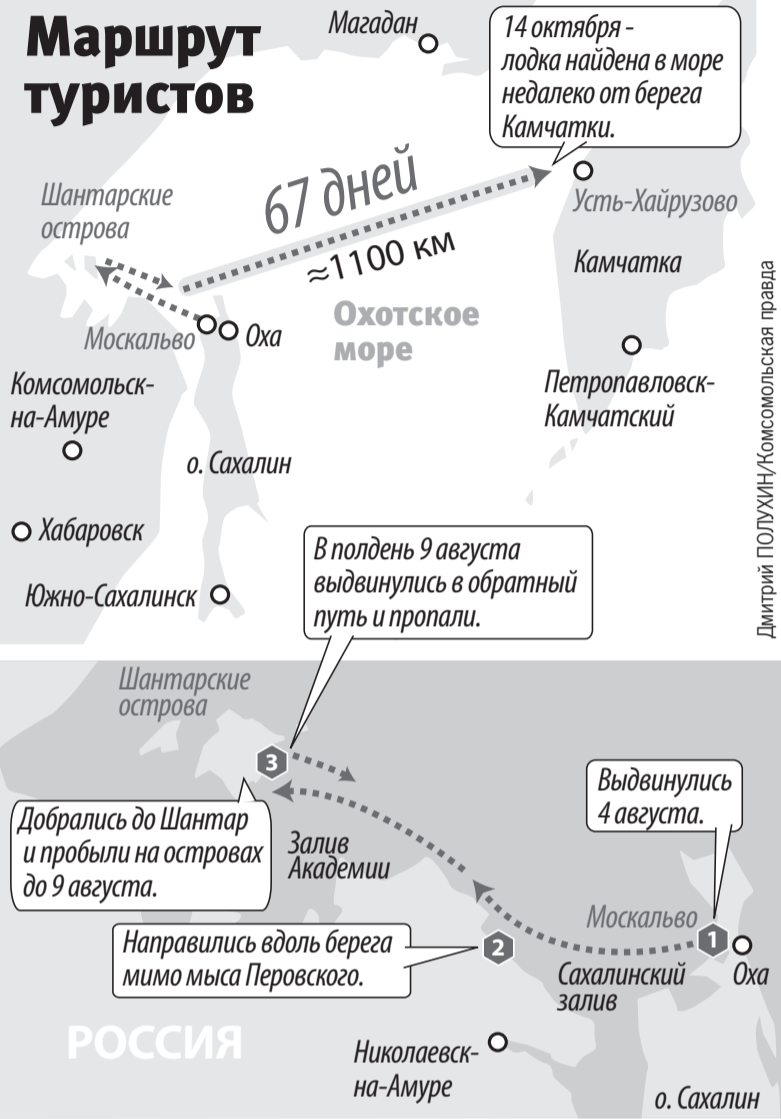 Маршрут
туристов
Магадан
14 октября -
лодка найдена в море
недалеко от берега
Камчатки.
67 дней
≈1100 км
Шантарские
острова
Усть-Хайрузово
Камчатка
Охотское
море
Москальво
Оха
Комсомольск-
на-Амуре
Петропавловск-
Камчатский
о. Сахалин
Хабаровск
Южно-Сахалинск
Дмитрий ПОЛУХИН/Комсомольская правда
В полдень 9 августа
выдвинулись в обратный
путь и пропали.
Шантарские
острова
3
Выдвинулись
4 августа.
Добрались до Шантар
и пробыли на островах
до 9 августа.
Залив
Академии
Москальво
1
Направились вдоль берега
мимо мыса Перовского.
2
Сахалинский
залив
Оха
РОССИЯ
Николаевск-
на-Амуре
о. Сахалин